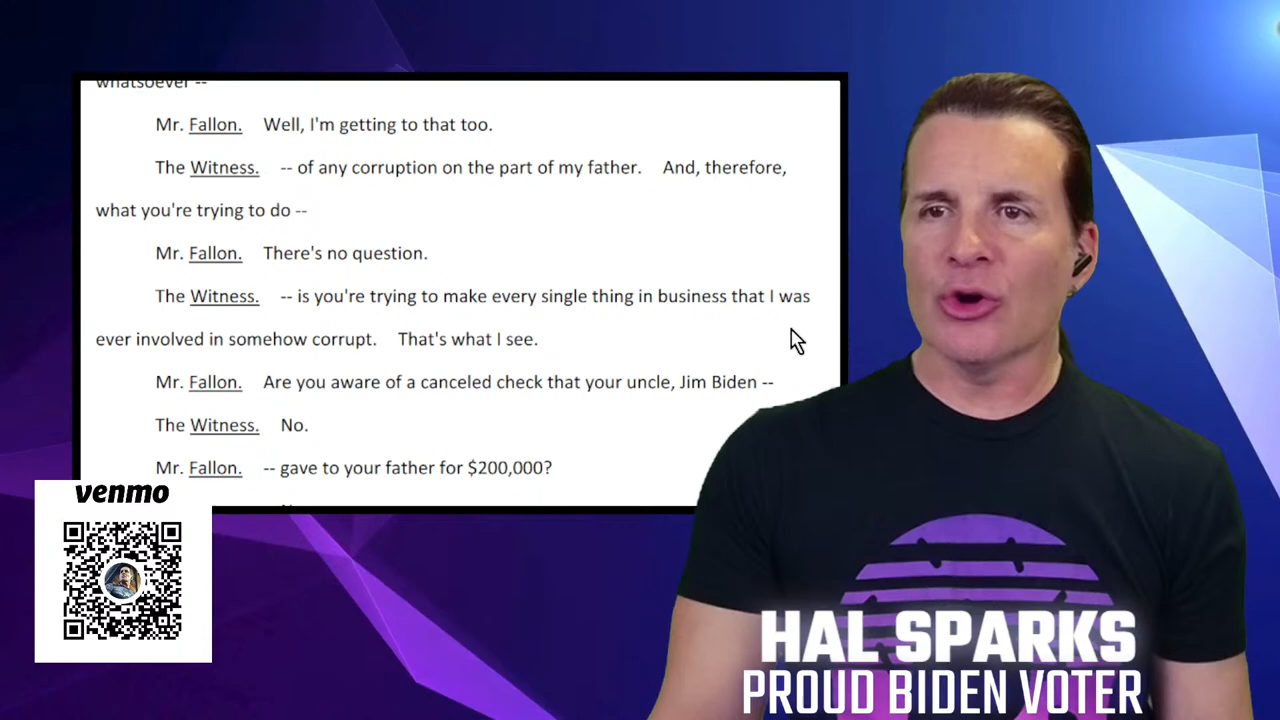 whatsoever --
Mr. Fallon. Well, I'm getting to that too.
The Witness. -- of any corruption on the part of my father. And, therefore,
what you're trying to do --
Mr. Fallon. There's no question.
The Witness. -- is you're trying to make every single thing in business that I was
ever involved in somehow corrupt. That's what I see.
Mr. Fallon. Are you aware of a canceled check that your uncle, Jim Biden --
The Witness. No.
Mr. Fallon. -- gave to your father for $200,000?
venmo
HAL SPARKS
PROUD BIDEN VOTER